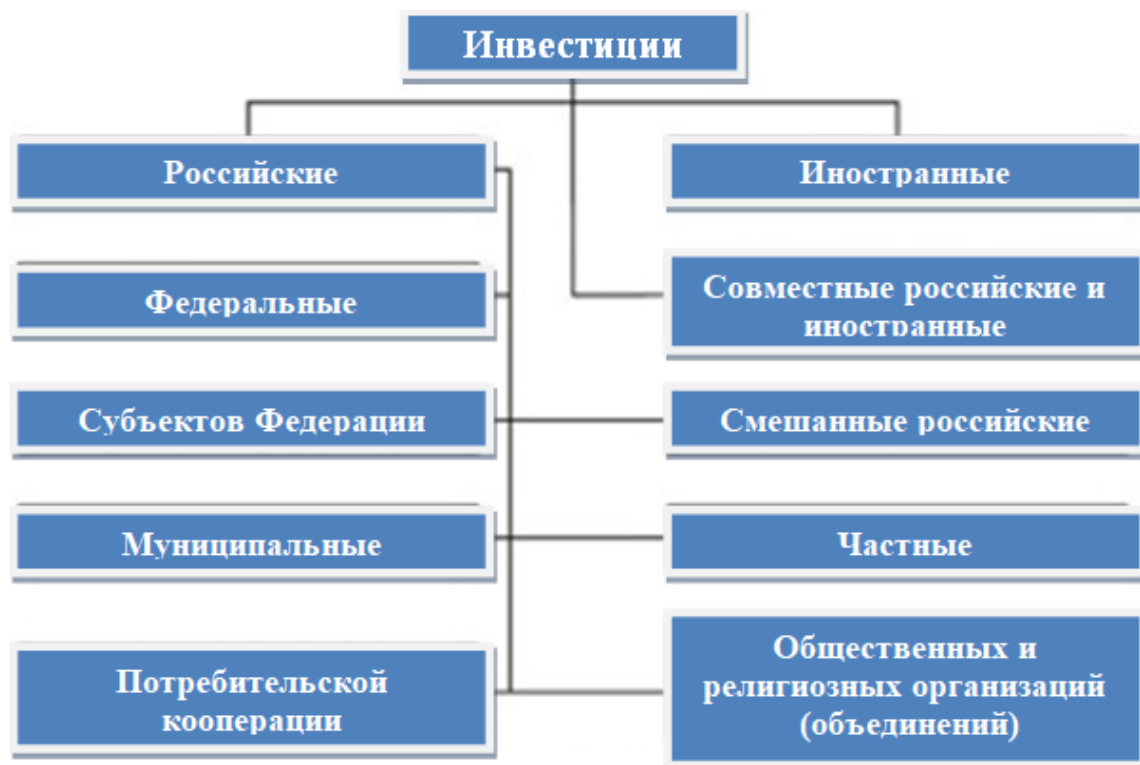 Инвестиции
Российские
Иностранные
Федеральные
Совместные российские и
иностранные
Субъектов Федерации
Смешанные российские
Муниципальные
Частные
Потребительской
кооперации
Общественных и
религиозных организаций
(объединений)